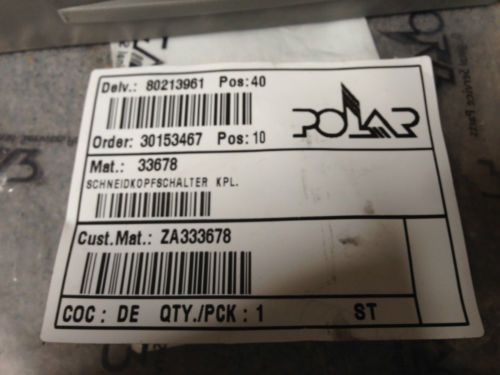 Delv.: 80213961 Pos:40
POLAR
Order: 30153467 Pos: 10
Mat.: 33678
SCHNEIDKOPFSCHALTER KPL.
Cust.Mat.: ZA333678
COC : DE QTY./PCK : 1 ST